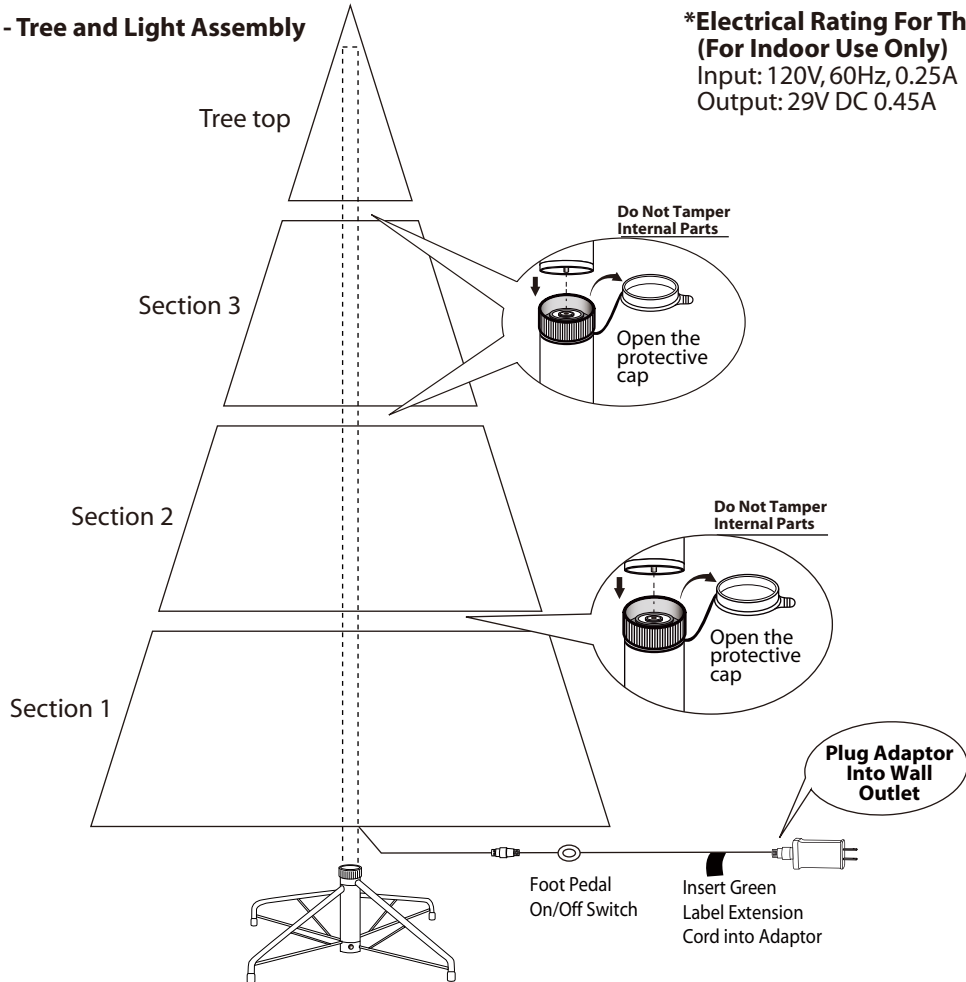 - Tree and Light Assembly
*Electrical Rating For Th
(For Indoor Use Only)
Input: 120V, 60Hz, 0.25A
Output: 29V DC 0.45A
Tree top
Do Not Tamper
Internal Parts
Section 3
Open the
protective
cap
Section 2
Do Not Tamper
Internal Parts
Open the
protective
cap
Section 1
Plug Adaptor
Into Wall
Outlet
Foot Pedal
On/Off Switch
Insert Green
Label Extension
Cord into Adaptor